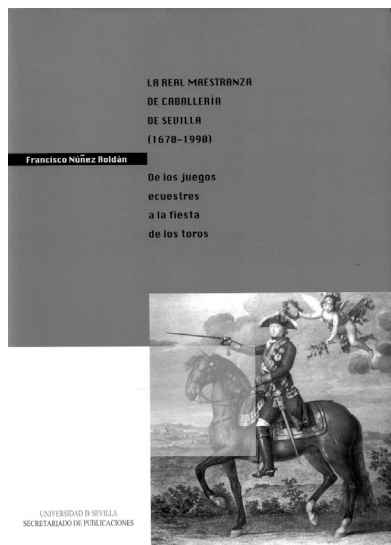 LA REAL MAESTRANZA
DE CABALLERÍA
DE SEVILLA
(1670-1990)
Francisco Núñez Roldán
De los juegos
ecuestres
a la fiesta
de los toros
UNIVERSIDAD Ð SEVILLA
SECRETARIADO DE PUBLICACIONES